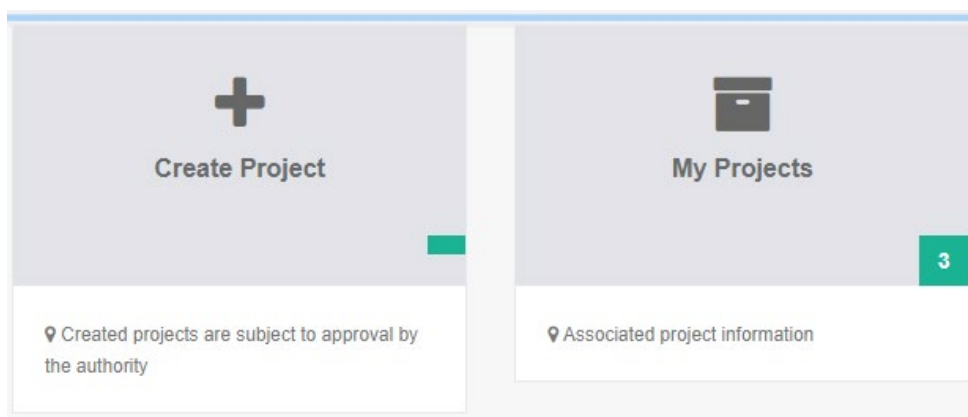 Create Project
Created projects are subject to approval by
the authority
My Projects
3
Associated project information